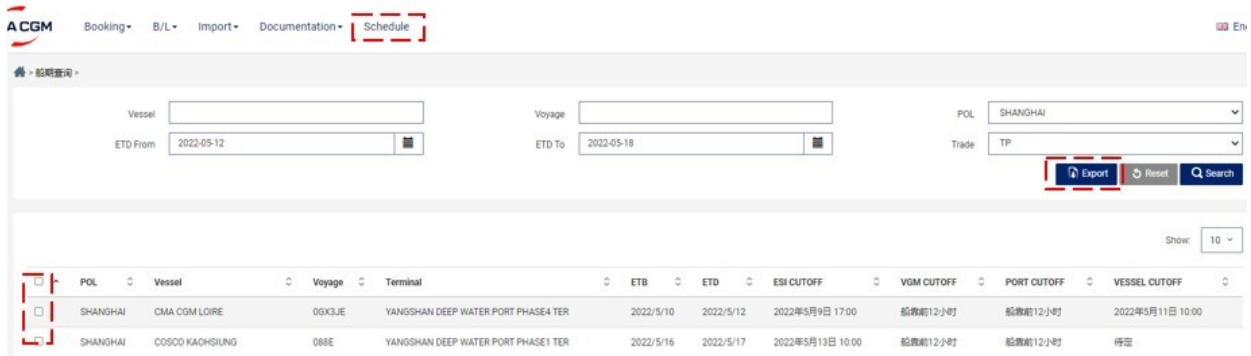 A CGM Booking B/L Import Documentation Schedule Eng
> 船期查询 >
Vessel Voyage POL SHANGHAI
ETD From 2022-05-12 ETD To 2022-05-18 Trade TP
Export Reset Search
Show: 10
POL Vessel Voyage Terminal ETB ETD ESI CUTOFF VGM CUTOFF PORT CUTOFF VESSEL CUTOFF
SHANGHAI CMA CGM LOIRE 0GX3JE YANGSHAN DEEP WATER PORT PHASE4 TER 2022/5/10 2022/5/12 2022年5月9日 17:00 船靠前12小时 船靠前12小时 2022年5月11日 10:00
SHANGHAI COSCO KAOHSIUNG 088E YANGSHAN DEEP WATER PORT PHASE1 TER 2022/5/16 2022/5/17 2022年5月13日 10:00 船靠前12小时 船靠前12小时 待定